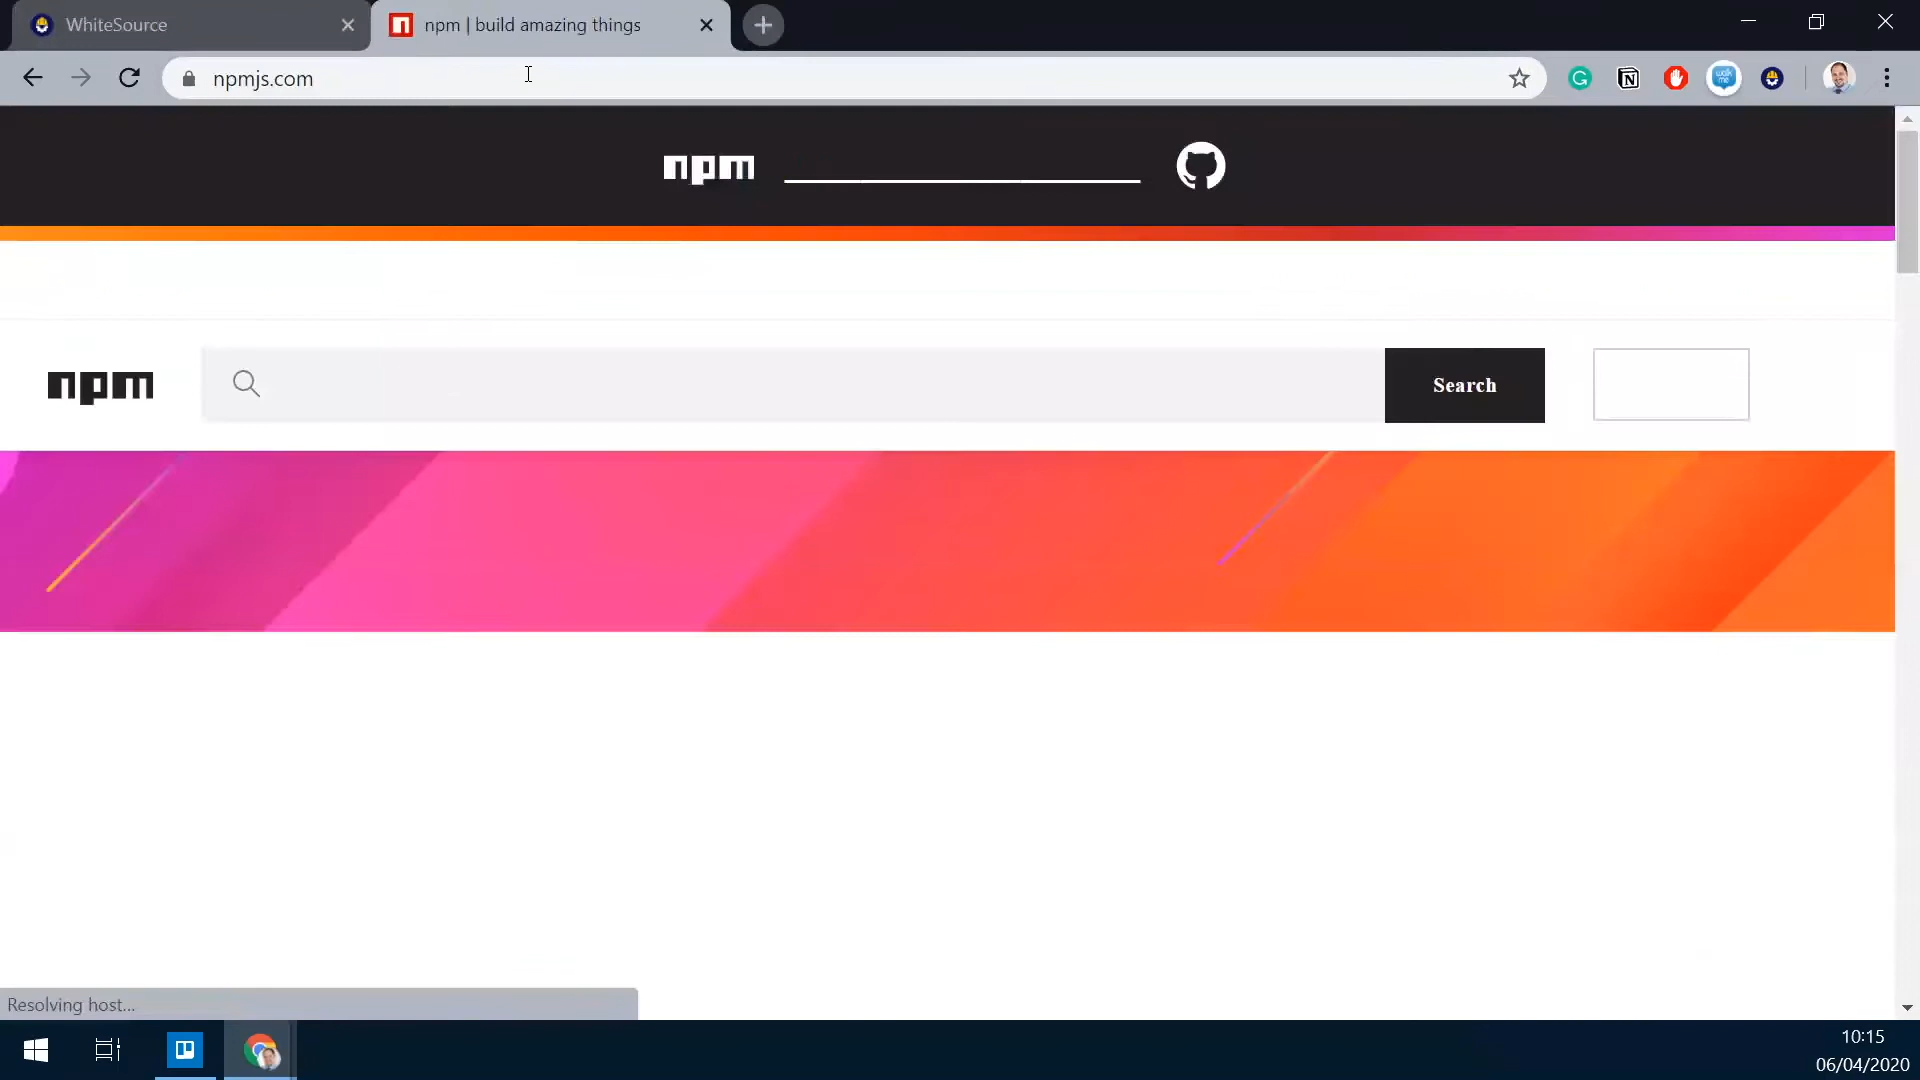 WhiteSource
npm | build amazing things
npmjs.com
npm
npm
Search
Resolving host...
10:15
06/04/2020